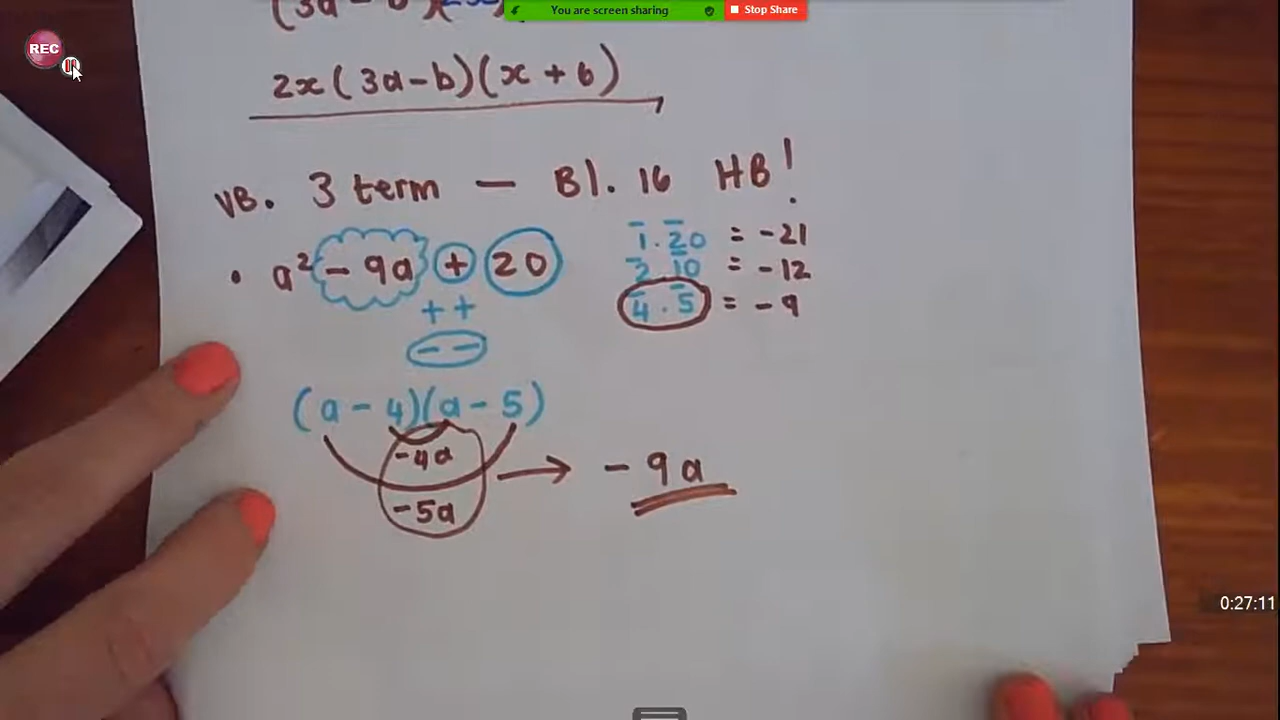 You are screen sharing
Stop Share
REC
2x(3a-b)(x+6)
VB. 3 term — Bl. 16 HB!
• a² - 9a + 20
+ +
- -
-1 . -20 = -21
-2 . -10 = -12
-4 . -5 = -9
(a - 4)(a - 5)
-4a
-5a
→ - 9a
0:27:11